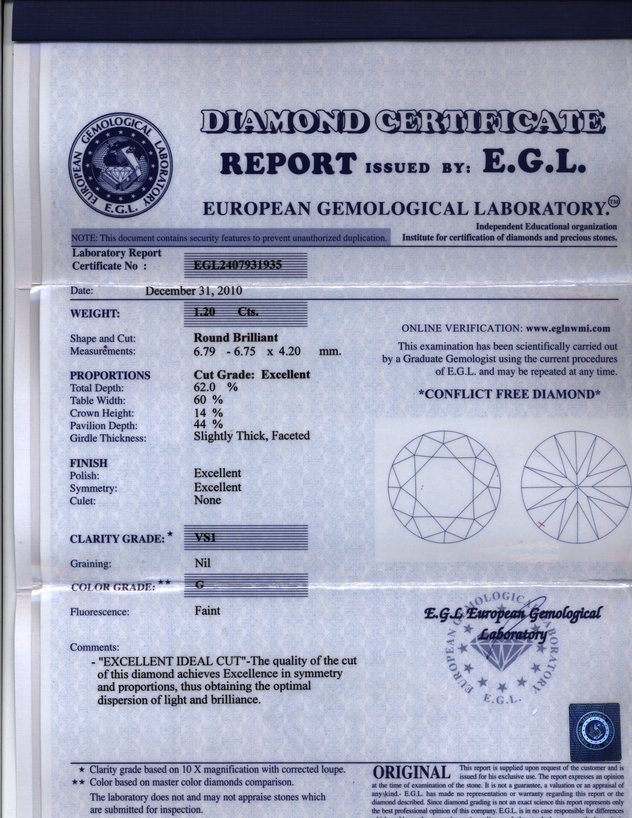 DIAMOND CERTIFICATE
REPORT ISSUED BY: E.G.L.
EUROPEAN GEMOLOGICAL LABORATORY
E.G.L.
EUROPEAN GEMOLOGICAL LABORATORY.™
Independent Educational organization
NOTE: This document contains security features to prevent unauthorized duplication.
Institute for certification of diamonds and precious stones.
Laboratory Report
Certificate No : EGL2407931935
Date: December 31, 2010
WEIGHT: 1.20 Cts.
Shape and Cut: Round Brilliant
Measurements: 6.79 - 6.75 x 4.20 mm.
PROPORTIONS Cut Grade: Excellent
Total Depth: 62.0 %
Table Width: 60 %
Crown Height: 14 %
Pavilion Depth: 44 %
Girdle Thickness: Slightly Thick, Faceted
FINISH
Polish: Excellent
Symmetry: Excellent
Culet: None
CLARITY GRADE: * VS1
Graining: Nil
COLOR GRADE: ** G
Fluorescence: Faint
Comments:
- "EXCELLENT IDEAL CUT"-The quality of the cut
of this diamond achieves Excellence in symmetry
and proportions, thus obtaining the optimal
dispersion of light and brilliance.
ONLINE VERIFICATION: www.eglnwmi.com
This examination has been scientifically carried out
by a Graduate Gemologist using the current procedures
of E.G.L. and may be repeated at any time.
*CONFLICT FREE DIAMOND*
EUROPEAN GEMOLOGICAL LABORATORY
E.G.L European Gemological
Laboratory
E.G.L.
★ Clarity grade based on 10 X magnification with corrected loupe.
★★ Color based on master color diamonds comparison.
The laboratory does not and may not appraise stones which
are submitted for inspection.
ORIGINAL This report is supplied upon request of the customer and is
issued for his exclusive use. The report expresses an opinion
at the time of examination of the stone. It is not a guarantee, a valuation or an appraisal of
any\kind.- E.G.L. has made no representation or warranty regarding this report or the
diamond described. Since diamond grading is not an exact science this report represents only
the best professional opinion of this company. E.G.L. is in no case responsible for differences